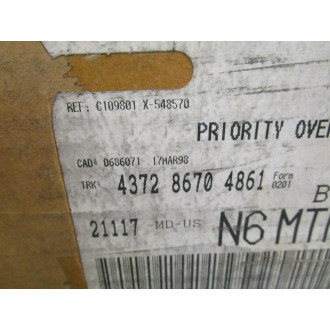 REF: C109801 X-548570
PRIORITY OVE
CAD# 0686071 17MAR98
TRK# 4372 8670 4861 Form 0201
21117 -MD-US N6 MT